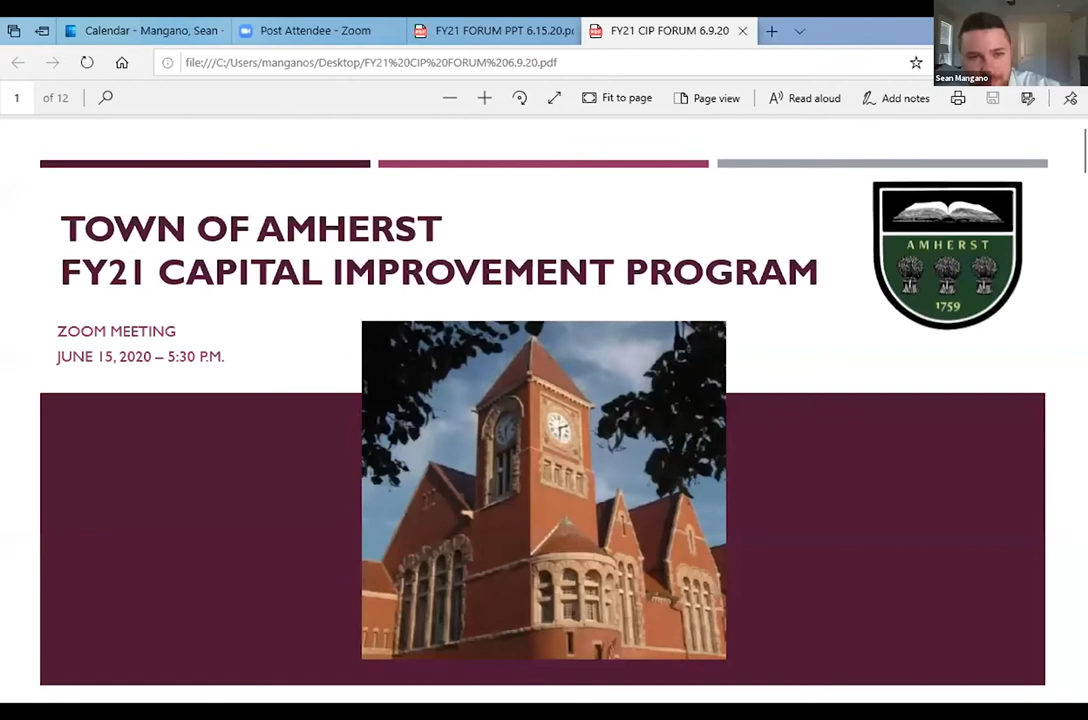 Calendar - Mangano, Sean -
Post Attendee - Zoom
FY21 FORUM PPT 6.15.20.pd
FY21 CIP FORUM 6.9.20
file:///C:/Users/manganos/Desktop/FY21%20CIP%20FORUM%206.9.20.pdf
Sean Mangano
1 of 12
Fit to page
Page view
Read aloud
Add notes
TOWN OF AMHERST
FY21 CAPITAL IMPROVEMENT PROGRAM
AMHERST
1759
ZOOM MEETING
JUNE 15, 2020 – 5:30 P.M.